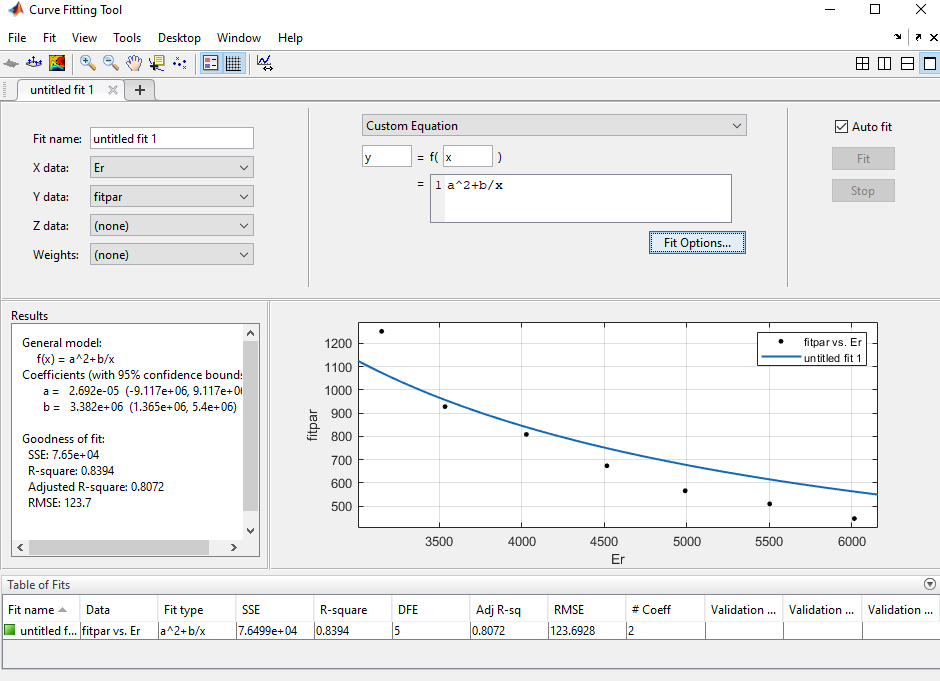 Curve Fitting Tool
File Fit View Tools Desktop Window Help
untitled fit 1
Fit name: untitled fit 1
X data: Er
Y data: fitpar
Z data: (none)
Weights: (none)
Custom Equation
y = f( x )
= 1 a^2+b/x
Fit Options...
Auto fit
Fit
Stop
Results
General model:
f(x) = a^2+b/x
Coefficients (with 95% confidence bounds
a = 2.692e-05 (-9.117e+06, 9.117e+06
b = 3.382e+06 (1.365e+06, 5.4e+06)
Goodness of fit:
SSE: 7.65e+04
R-square: 0.8394
Adjusted R-square: 0.8072
RMSE: 123.7
fitpar
1200
1100
1000
900
800
700
600
500
3500 4000 4500 5000 5500 6000
Er
fitpar vs. Er
untitled fit 1
Table of Fits
Fit name Data Fit type SSE R-square DFE Adj R-sq RMSE # Coeff Validation ... Validation ... Validation ...
untitled f... fitpar vs. Er a^2+b/x 7.6499e+04 0.8394 5 0.8072 123.6928 2